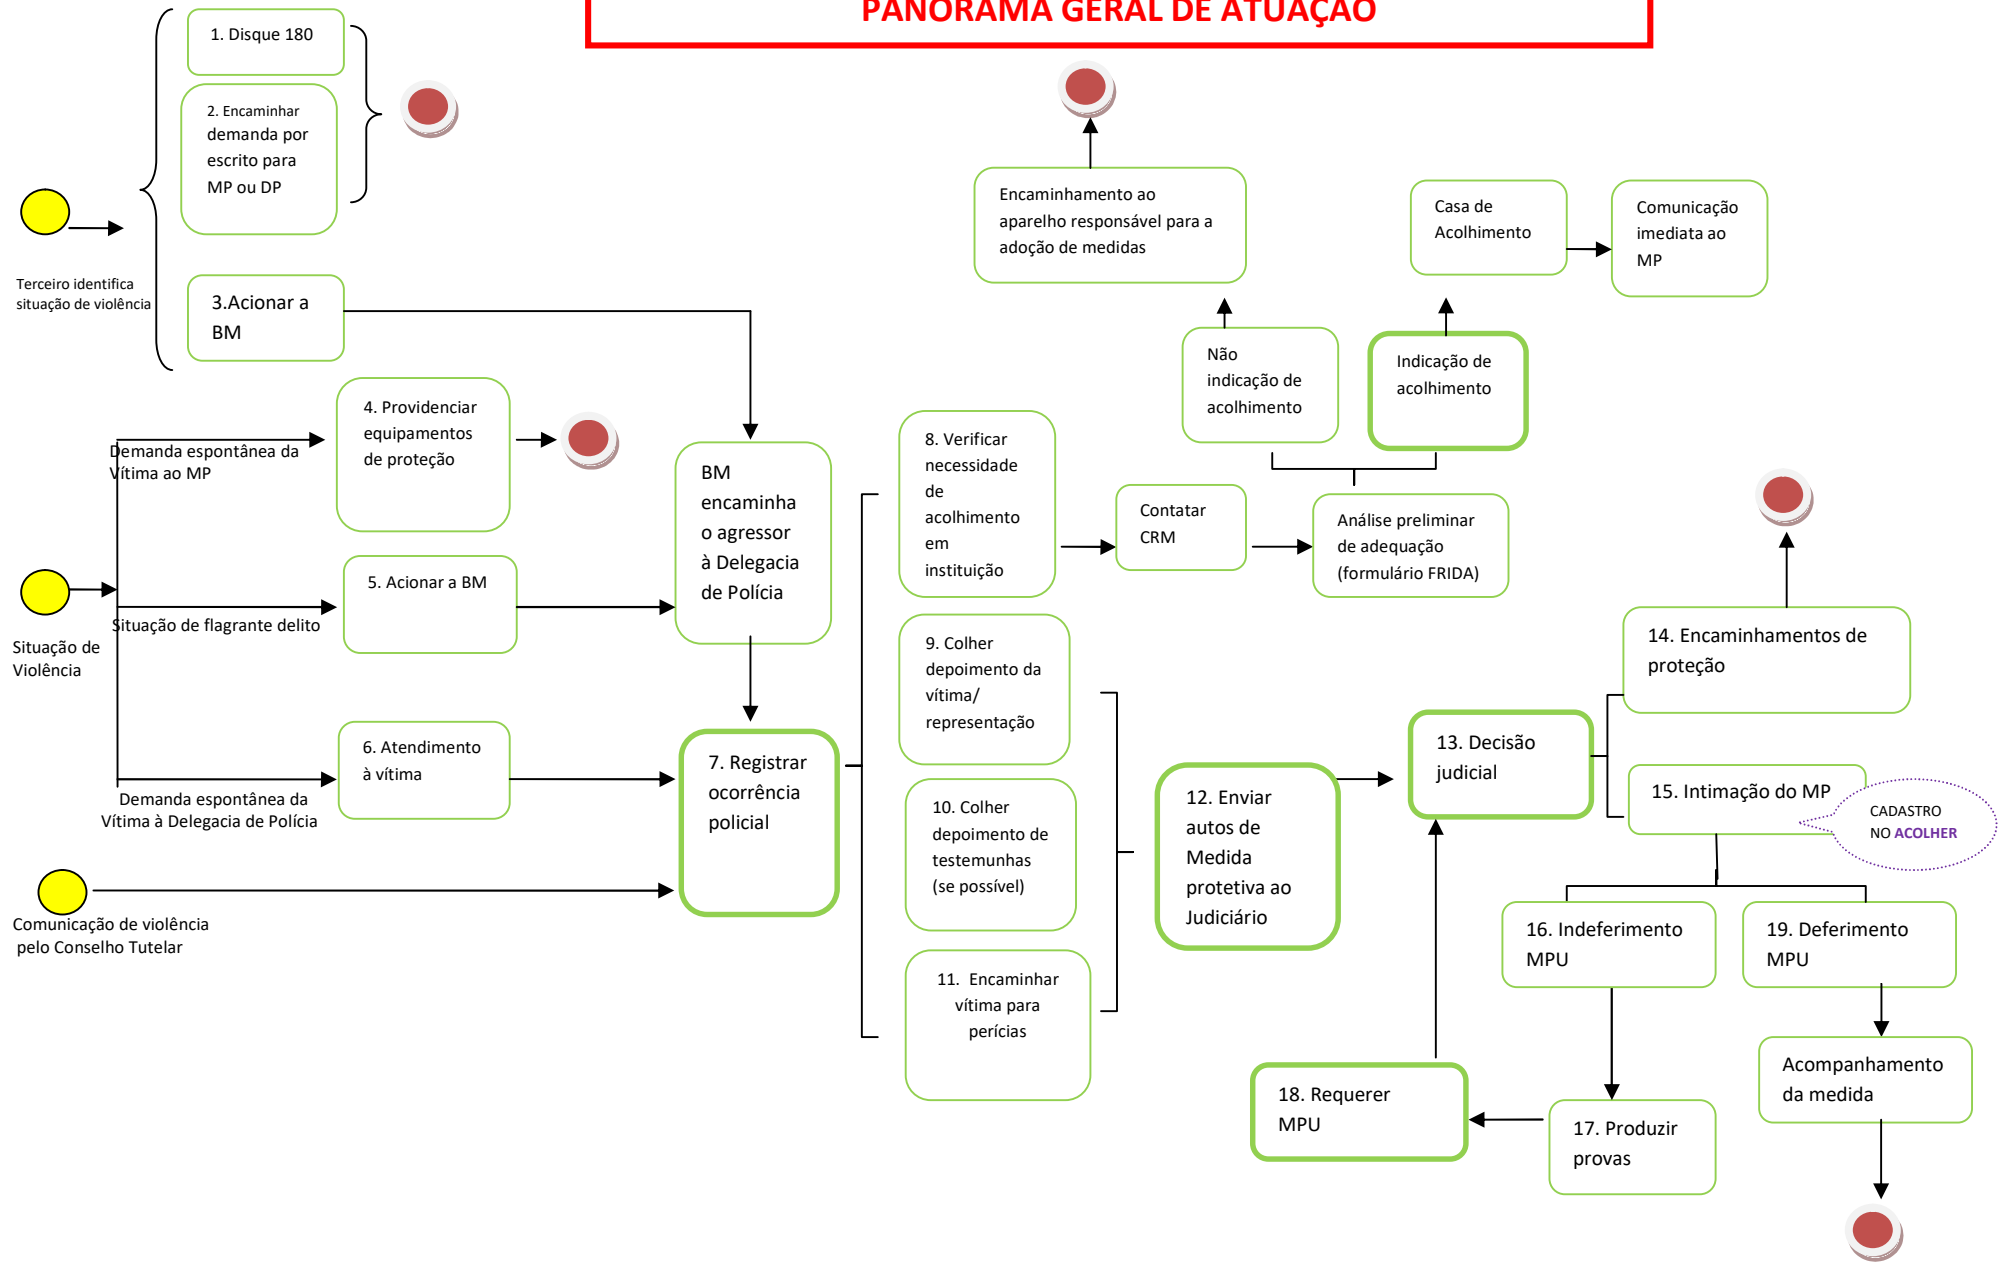 PANORAMA GERAL DE ATUAÇÃO
1. Disque 180
2. Encaminhar
demanda por
escrito para
MP ou DP
Terceiro identifica
situação de violência
3.Acionar a
BM
4. Providenciar
equipamentos
de proteção
Demanda espontânea da
Vítima ao MP
5. Acionar a BM
Situação de flagrante delito
Situação de
Violência
6. Atendimento
à vítima
Demanda espontânea da
Vítima à Delegacia de Polícia
Comunicação de violência
pelo Conselho Tutelar
BM
encaminha
o agressor
à Delegacia
de Polícia
7. Registrar
ocorrência
policial
8. Verificar
necessidade
de
acolhimento
em
instituição
9. Colher
depoimento da
vítima/
representação
10. Colher
depoimento de
testemunhas
(se possível)
11. Encaminhar
vítima para
perícias
Contatar
CRM
Análise preliminar
de adequação
(formulário FRIDA)
Não
indicação de
acolhimento
Indicação de
acolhimento
Encaminhamento ao
aparelho responsável para a
adoção de medidas
Casa de
Acolhimento
Comunicação
imediata ao
MP
12. Enviar
autos de
Medida
protetiva ao
Judiciário
13. Decisão
judicial
14. Encaminhamentos de
proteção
15. Intimação do MP
CADASTRO
NO ACOLHER
16. Indeferimento
MPU
19. Deferimento
MPU
17. Produzir
provas
18. Requerer
MPU
Acompanhamento
da medida